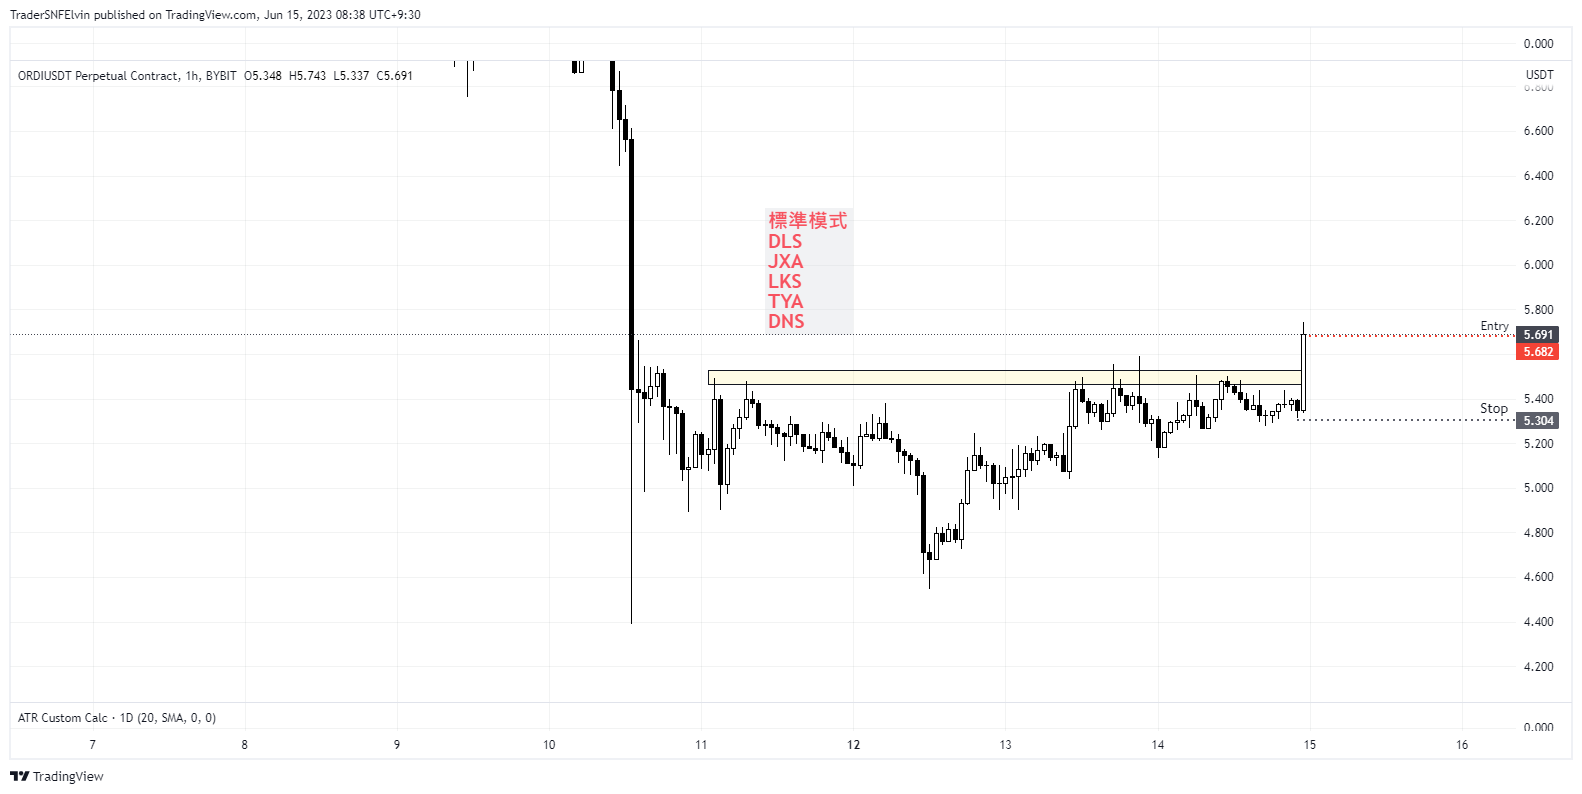 TraderSNFElvin published on TradingView.com, Jun 15, 2023 08:38 UTC+9:30
0.000
ORDIUSDT Perpetual Contract, 1h, BYBIT O5.348 H5.743 L5.337 C5.691
USDT
6.800
6.600
6.400
標準模式
6.200
DLS
JXA
6.000
LKS
TYA
5.800
DNS
Entry
5.691
5.682
5.400
Stop
5.304
5.200
5.000
4.800
4.600
4.400
4.200
ATR Custom Calc · 1D (20, SMA, 0, 0)
0.000
7 8 9 10 11 12 13 14 15 16
TradingView